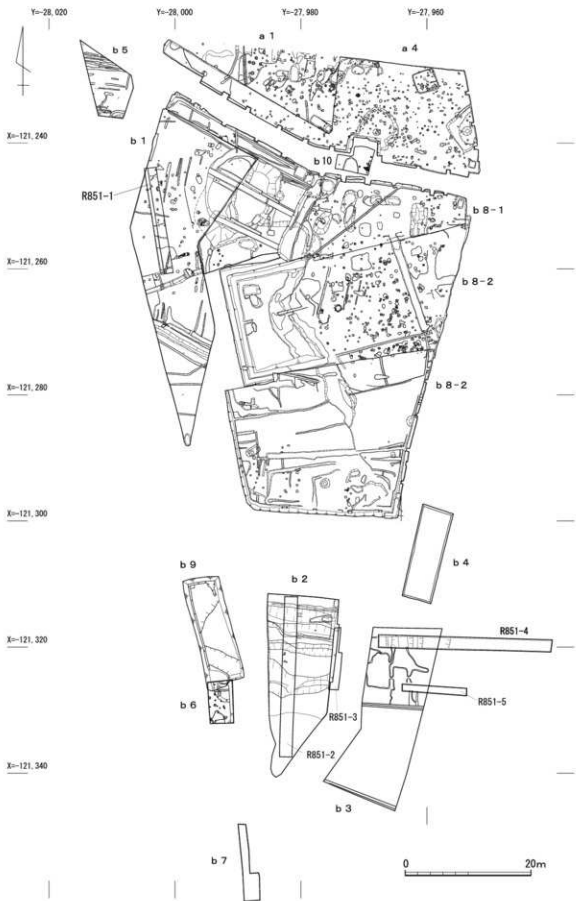 Y=-28,020
Y=-28,000
Y=-27,980
Y=-27,960
a 1
a 4
b 5
X=-121,240
b 1
b 10
R851-1
b 8-1
X=-121,260
b 8-2
X=-121,280
b 8-2
X=-121,300
b 4
b 9
b 2
X=-121,320
R851-4
b 6
R851-3
R851-5
R851-2
X=-121,340
b 3
b 7
0
20m